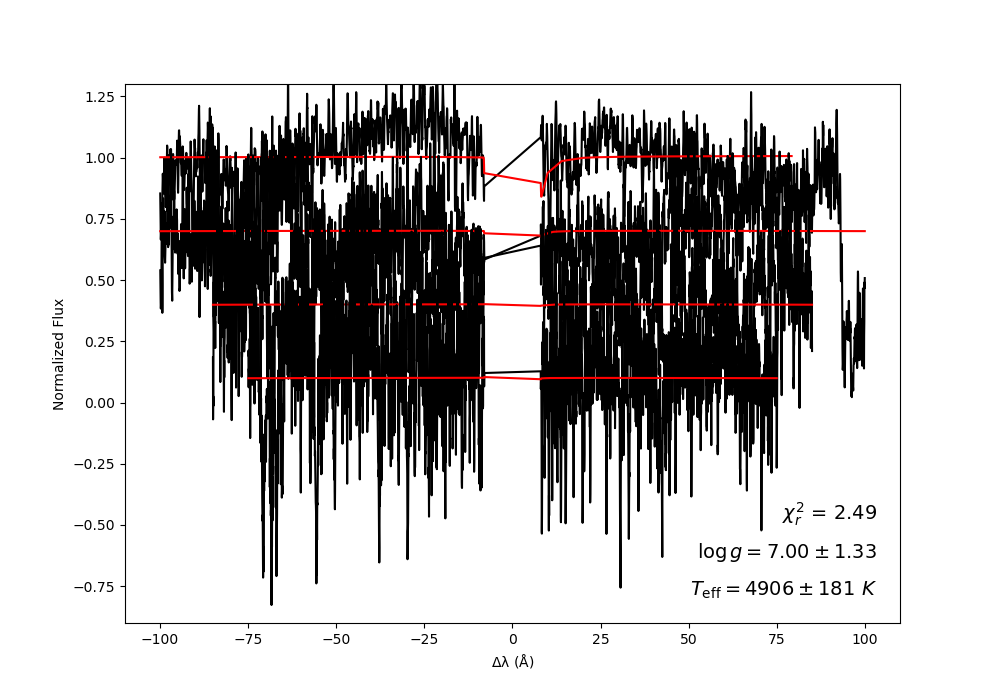 1.25
1.00
0.75
0.50
0.25
0.00
−0.25
−0.50
−0.75
Normalized Flux
χ²ᵣ = 2.49
log g = 7.00 ± 1.33
T_eff = 4906 ± 181 K
−100 −75 −50 −25 0 25 50 75 100
Δλ (Å)